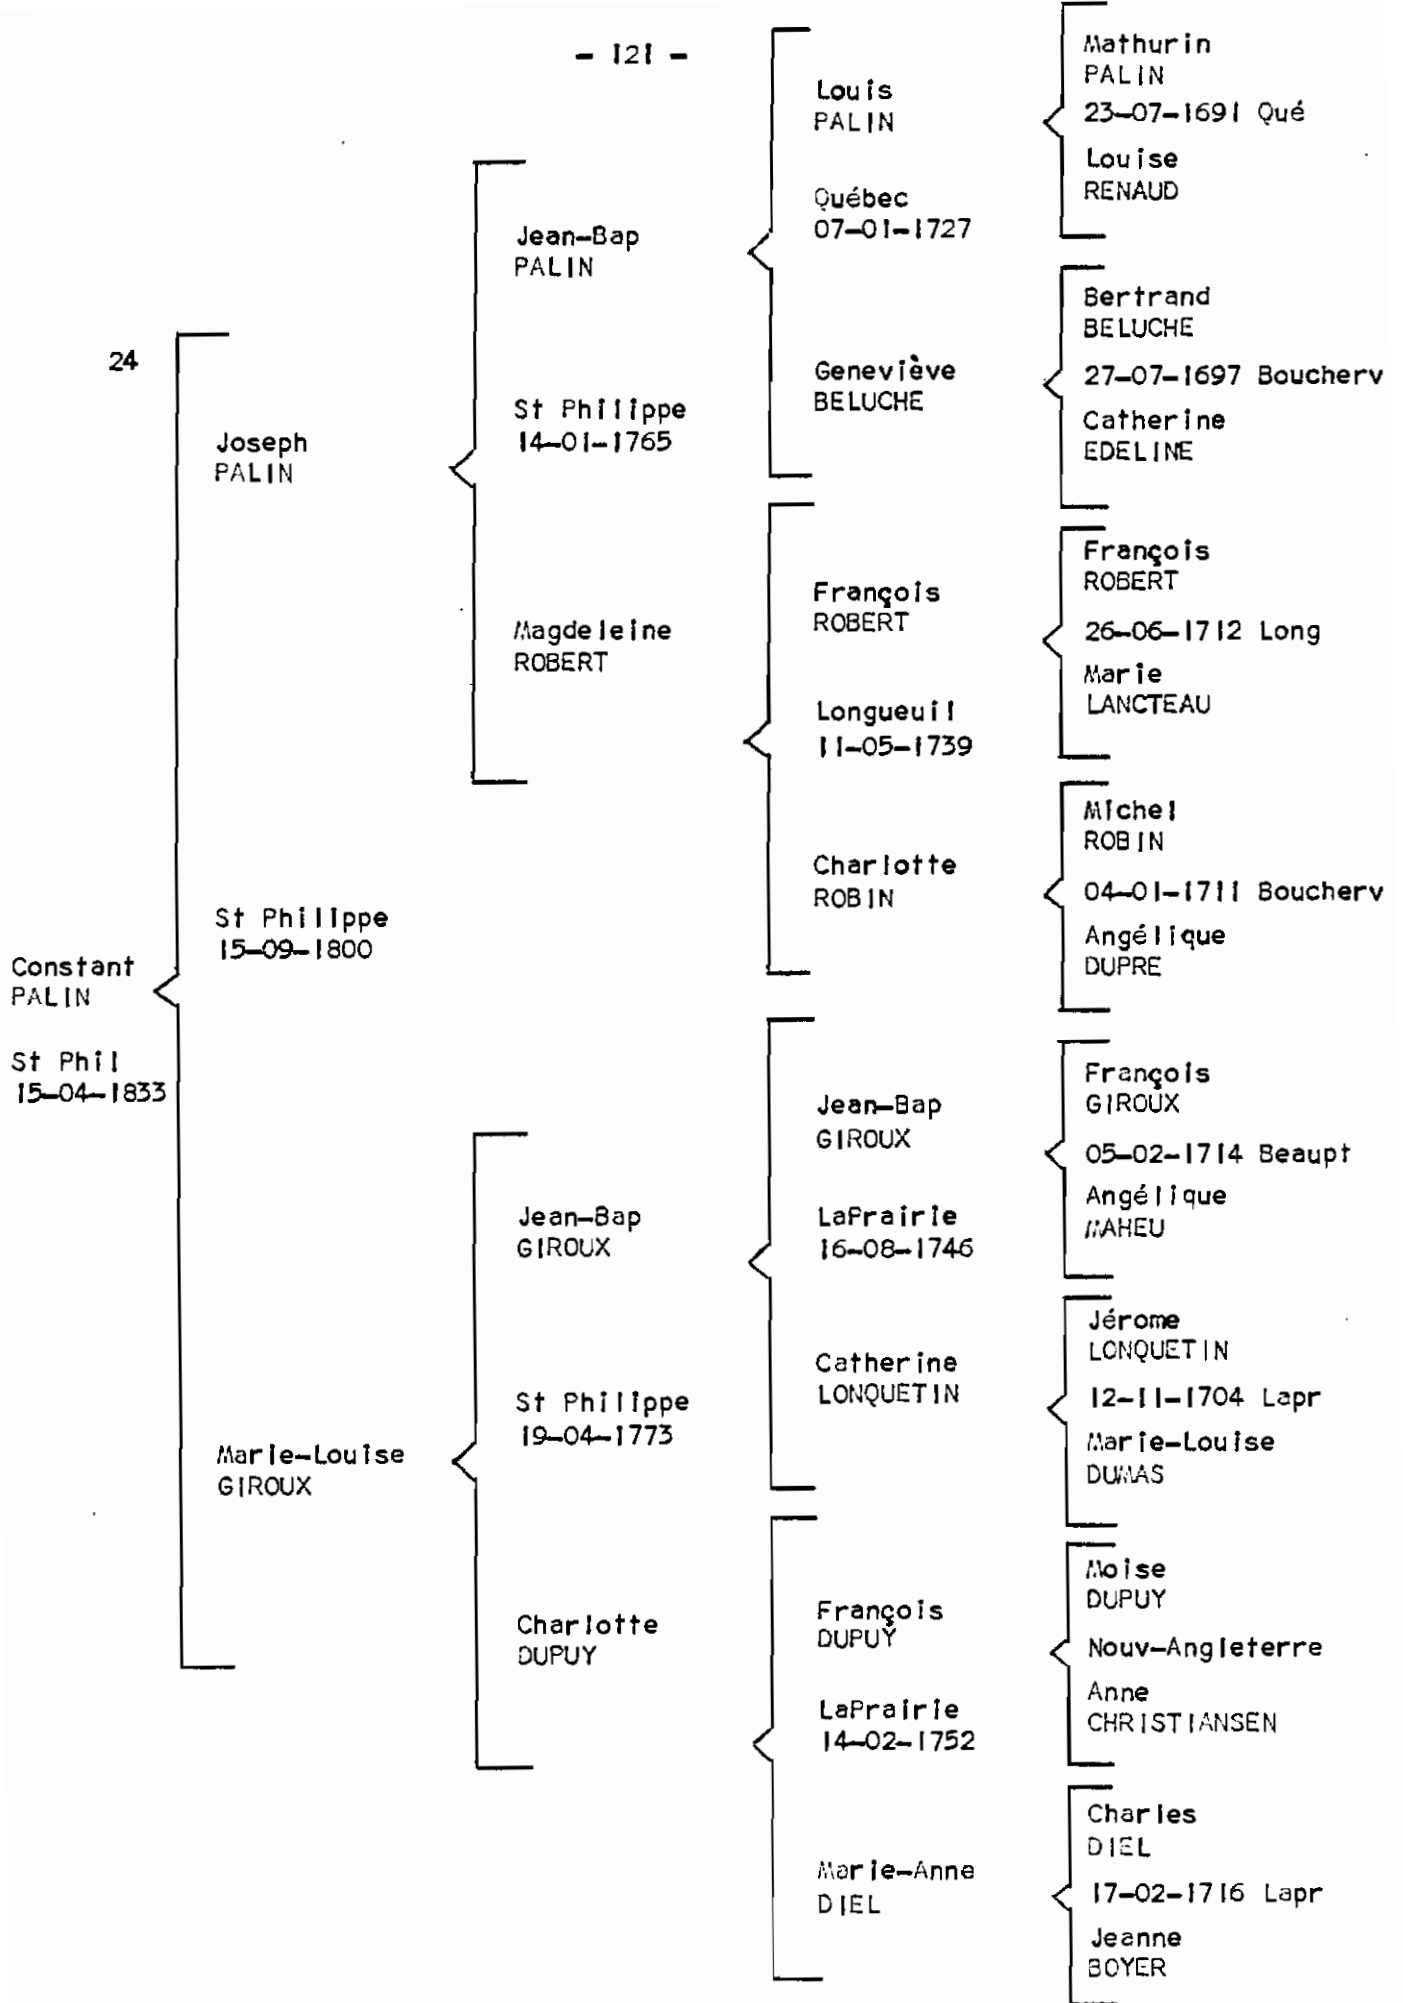 - 121 -
24
Constant
PALIN
St Phil
15-04-1833
Joseph
PALIN
St Philippe
15-09-1800
Marie-Louise
GIROUX
Jean-Bap
PALIN
St Philippe
14-01-1765
Magdeleine
ROBERT
Jean-Bap
GIROUX
St Philippe
19-04-1773
Charlotte
DUPUY
Louis
PALIN
Québec
07-01-1727
Geneviève
BELUCHE
François
ROBERT
Longueuil
11-05-1739
Charlotte
ROBIN
Jean-Bap
GIROUX
LaPrairie
16-08-1746
Catherine
LONQUETIN
François
DUPUY
LaPrairie
14-02-1752
Marie-Anne
DIEL
Mathurin
PALIN
23-07-1691 Qué
Louise
RENAUD
Bertrand
BELUCHE
27-07-1697 Boucherv
Catherine
EDELINE
François
ROBERT
26-06-1712 Long
Marie
LANCTEAU
Michel
ROBIN
04-01-1711 Boucherv
Angélique
DUPRE
François
GIROUX
05-02-1714 Beaupt
Angélique
MAHEU
Jérome
LONQUETIN
12-11-1704 Lapr
Marie-Louise
DUMAS
Moise
DUPUY
Nouv-Angleterre
Anne
CHRISTIANSEN
Charles
DIEL
17-02-1716 Lapr
Jeanne
BOYER